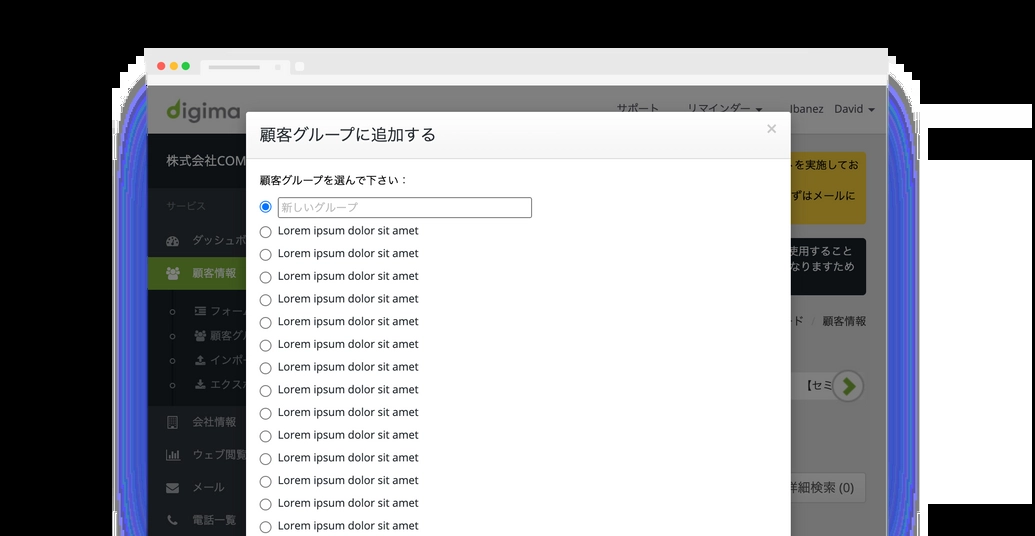 digima
サポート リマインダー Ibanez David
顧客グループに追加する
×
株式会社COM
を実施してお
ずはメールに
顧客グループを選んで下さい：
サービス
新しいグループ
Lorem ipsum dolor sit amet
ダッシュボ
Lorem ipsum dolor sit amet
使用すること
なりますため
顧客情報
Lorem ipsum dolor sit amet
Lorem ipsum dolor sit amet
フォー
Lorem ipsum dolor sit amet
ード / 顧客情報
顧客グル
Lorem ipsum dolor sit amet
インポ
Lorem ipsum dolor sit amet
エクスポ
Lorem ipsum dolor sit amet
【セミ
Lorem ipsum dolor sit amet
会社情報
Lorem ipsum dolor sit amet
ウェブ閲覧
Lorem ipsum dolor sit amet
メール
Lorem ipsum dolor sit amet
詳細検索 (0)
Lorem ipsum dolor sit amet
電話一覧
Lorem ipsum dolor sit amet